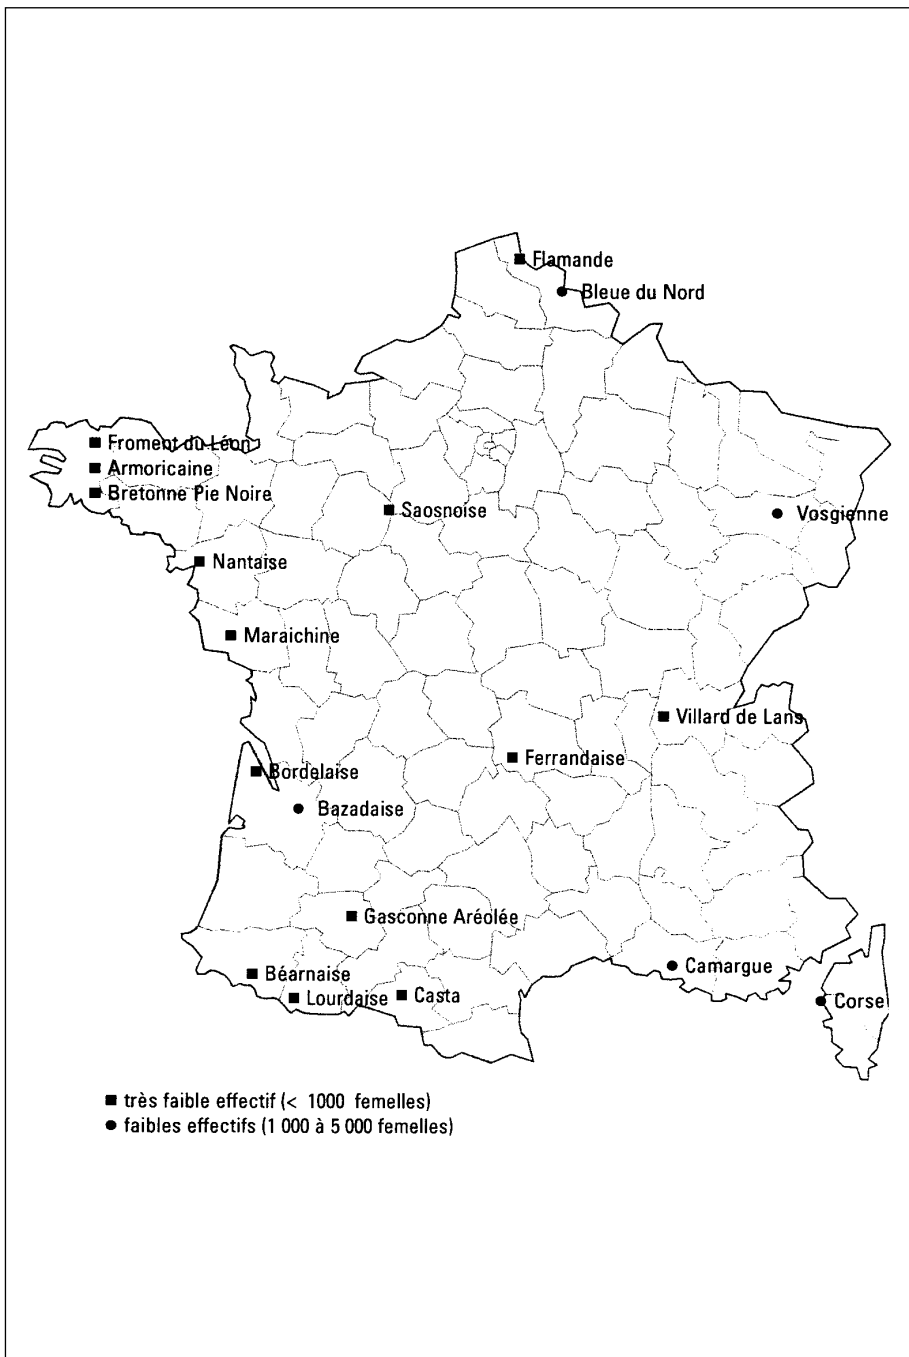 Flamande
Bleue du Nord
Froment du Léon
Armoricaine
Bretonne Pie Noire
Saosnoise
Vosgienne
Nantaise
Maraichine
Villard de Lans
Ferrandaise
Bordelaise
Bazadaise
Gasconne Aréolée
Camargue
Béarnaise
Lourdaise
Casta
Corse
très faible effectif (< 1000 femelles)
faibles effectifs (1 000 à 5 000 femelles)